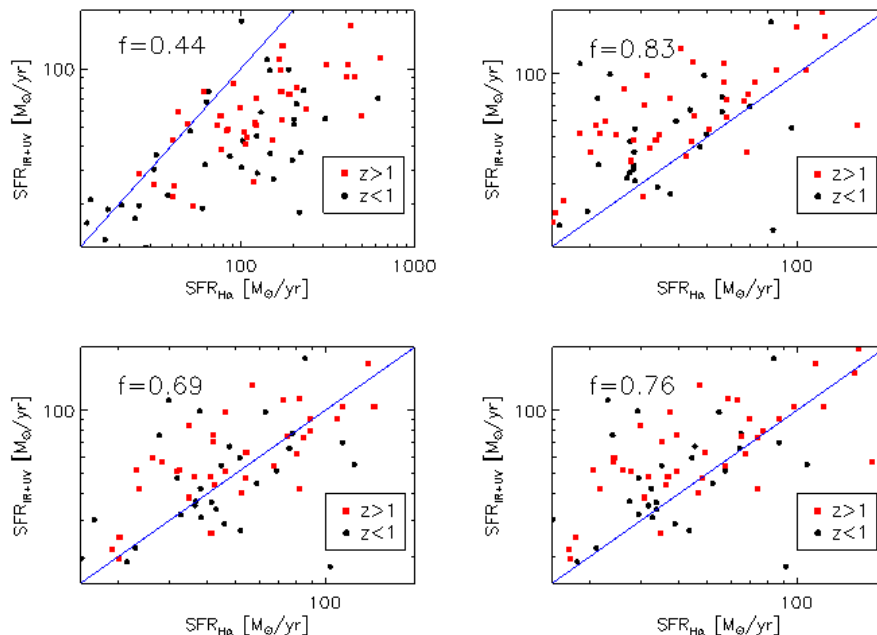 f=0.44
100
SFR_IR+UV [M_⊙/yr]
z>1
z<1
100
1000
SFR_Hα [M_⊙/yr]
f=0.83
100
SFR_IR+UV [M_⊙/yr]
z>1
z<1
100
SFR_Hα [M_⊙/yr]
f=0.69
100
SFR_IR+UV [M_⊙/yr]
z>1
z<1
100
SFR_Hα [M_⊙/yr]
f=0.76
100
SFR_IR+UV [M_⊙/yr]
z>1
z<1
100
SFR_Hα [M_⊙/yr]